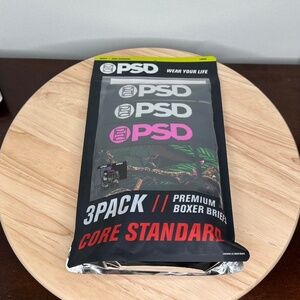 PSD
WEAR YOUR LIFE
PSD
PSD
PSD
3PACK // PREMIUM
BOXER BRIEFS
CORE STANDARD